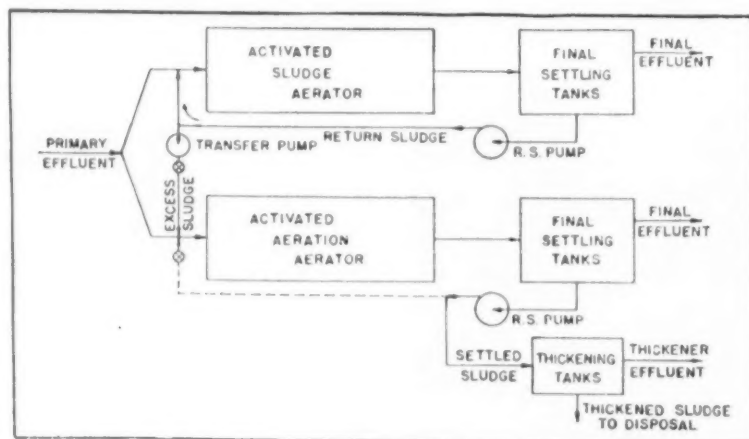 ACTIVATED
SLUDGE
AERATOR
FINAL
SETTLING
TANKS
FINAL
EFFLUENT
RETURN SLUDGE
R.S. PUMP
TRANSFER PUMP
PRIMARY
EFFLUENT
EXCESS
SLUDGE
ACTIVATED
AERATION
AERATOR
FINAL
SETTLING
TANKS
FINAL
EFFLUENT
R.S. PUMP
SETTLED
SLUDGE
THICKENING
TANKS
THICKENER
EFFLUENT
THICKENED SLUDGE
TO DISPOSAL